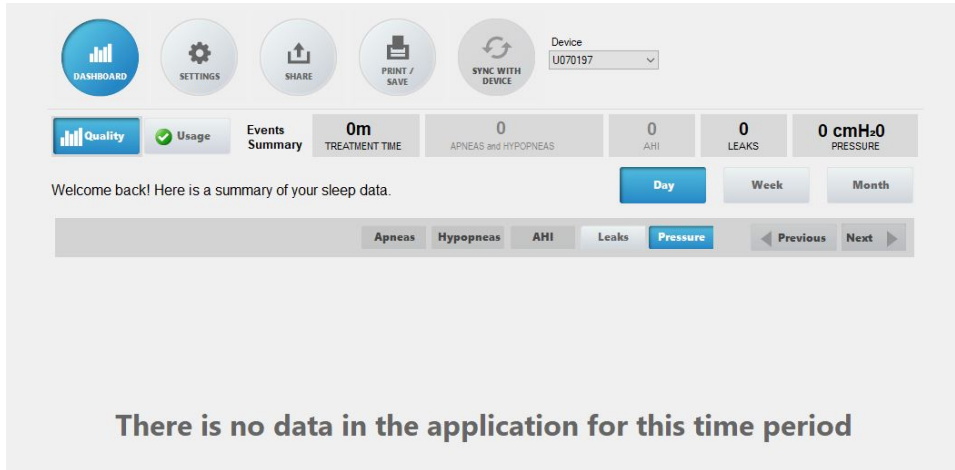 DASHBOARD
SETTINGS
SHARE
PRINT /
SAVE
SYNC WITH
DEVICE
Device
U070197
Quality
Usage
Events
Summary
0m
TREATMENT TIME
0
APNEAS and HYPOPNEAS
0
AHI
0
LEAKS
0 cmH₂0
PRESSURE
Welcome back! Here is a summary of your sleep data.
Day
Week
Month
Apneas
Hypopneas
AHI
Leaks
Pressure
Previous
Next
There is no data in the application for this time period